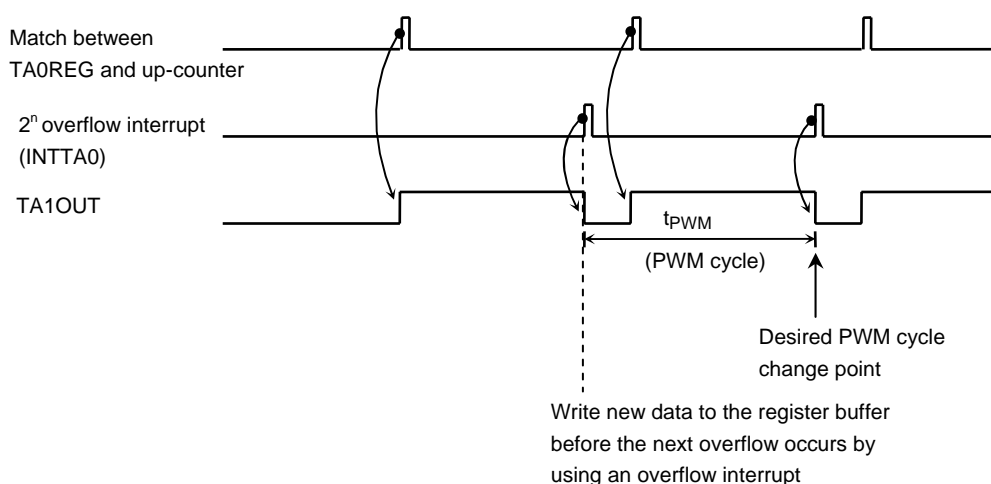 Match between
TA0REG and up-counter
2ⁿ overflow interrupt
(INTTA0)
TA1OUT
tPWM
(PWM cycle)
Desired PWM cycle
change point
Write new data to the register buffer
before the next overflow occurs by
using an overflow interrupt